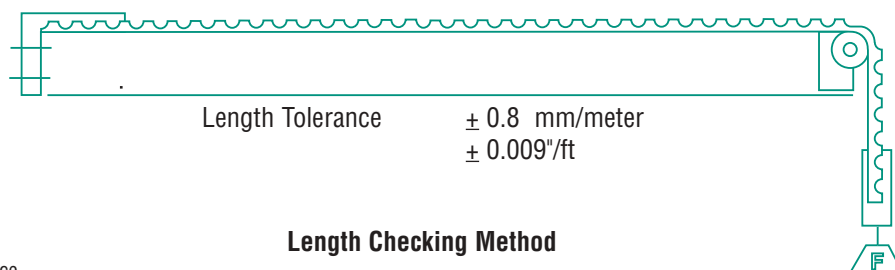 Length Tolerance ± 0.8 mm/meter
± 0.009"/ft
Length Checking Method
F